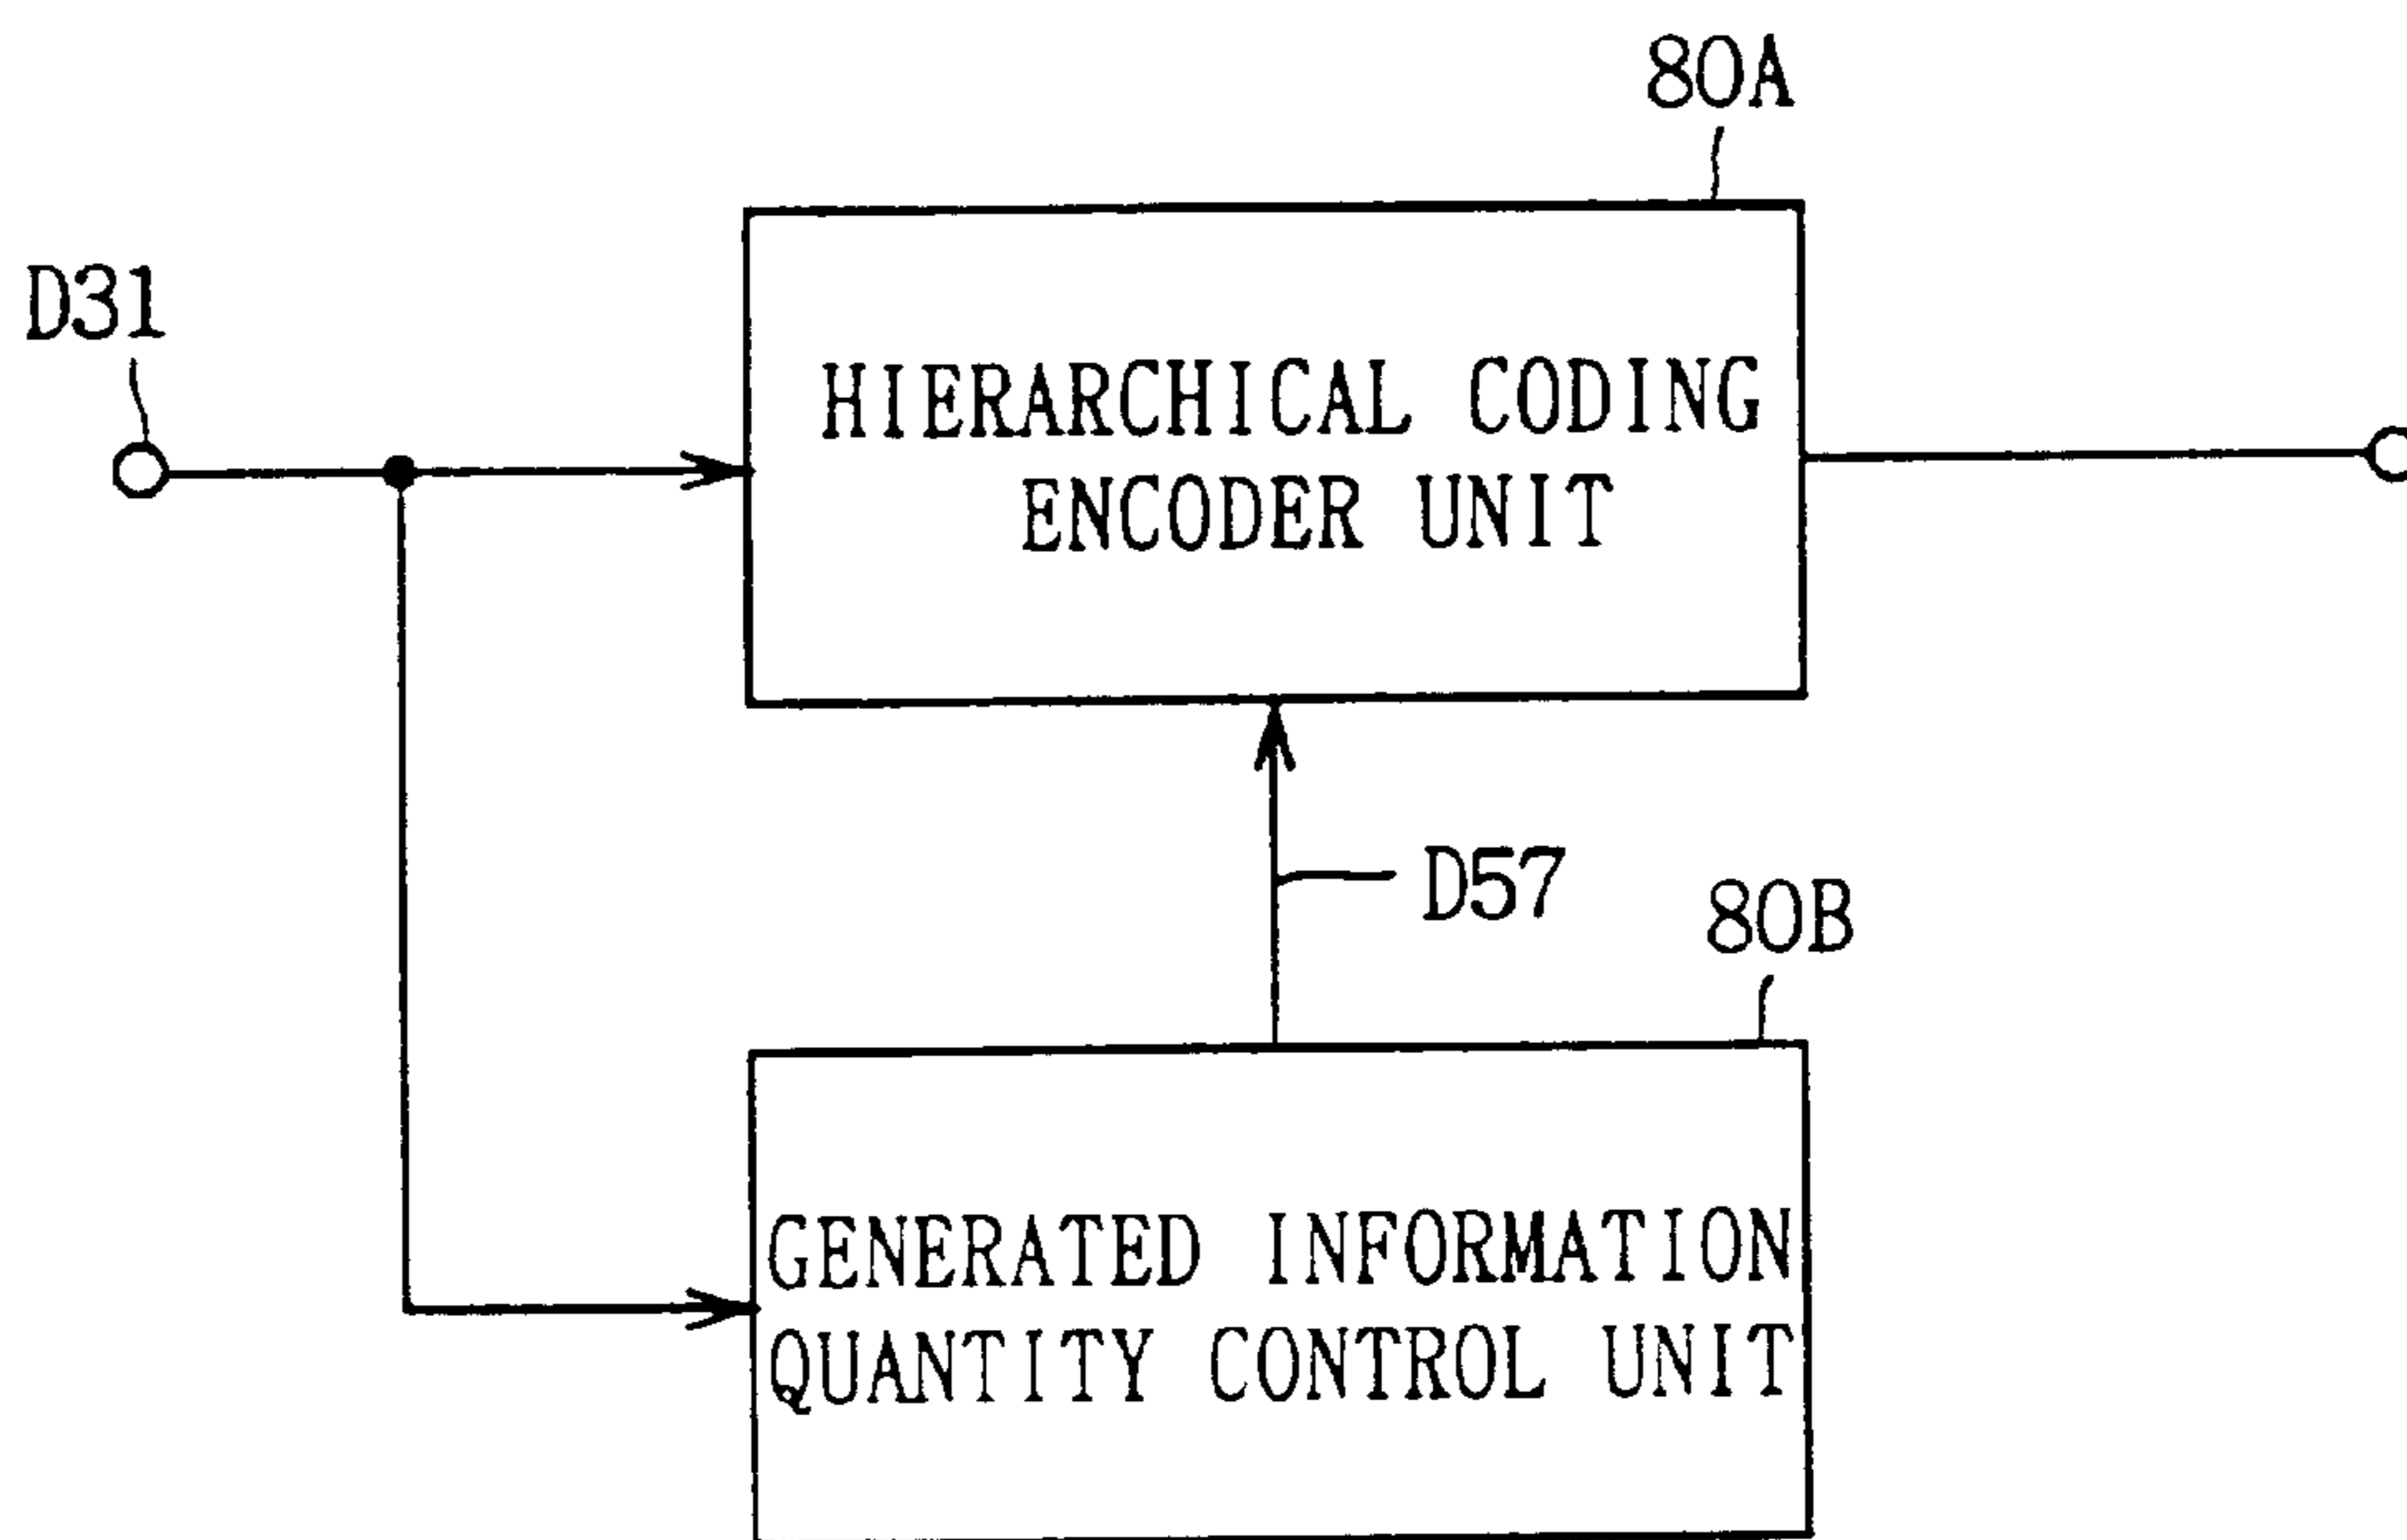 80A
D31
HIERARCHICAL CODING
ENCODER UNIT
D57
80B
GENERATED INFORMATION
QUANTITY CONTROL UNIT